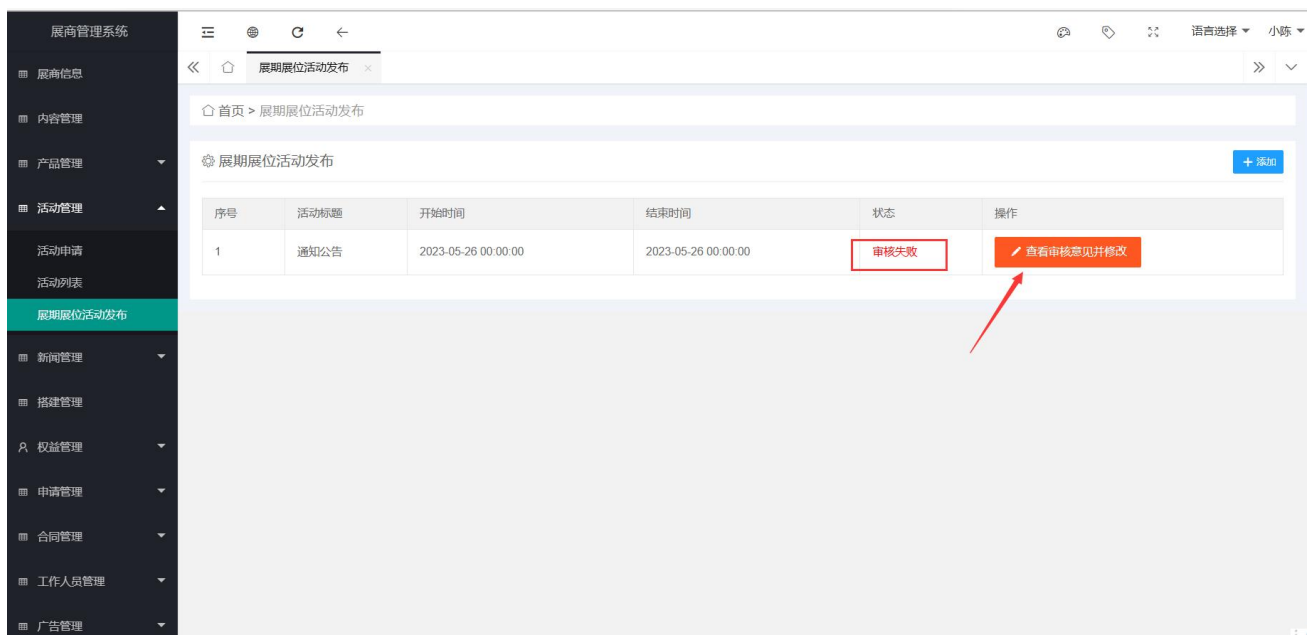 展商管理系统
语言选择
小陈
展商信息
展期展位活动发布
内容管理
首页 > 展期展位活动发布
产品管理
展期展位活动发布
添加
活动管理
序号 活动标题 开始时间 结束时间 状态 操作
活动申请
1 通知公告 2023-05-26 00:00:00 2023-05-26 00:00:00 审核失败 查看审核意见并修改
活动列表
展期展位活动发布
新闻管理
搭建管理
权益管理
申请管理
合同管理
工作人员管理
广告管理